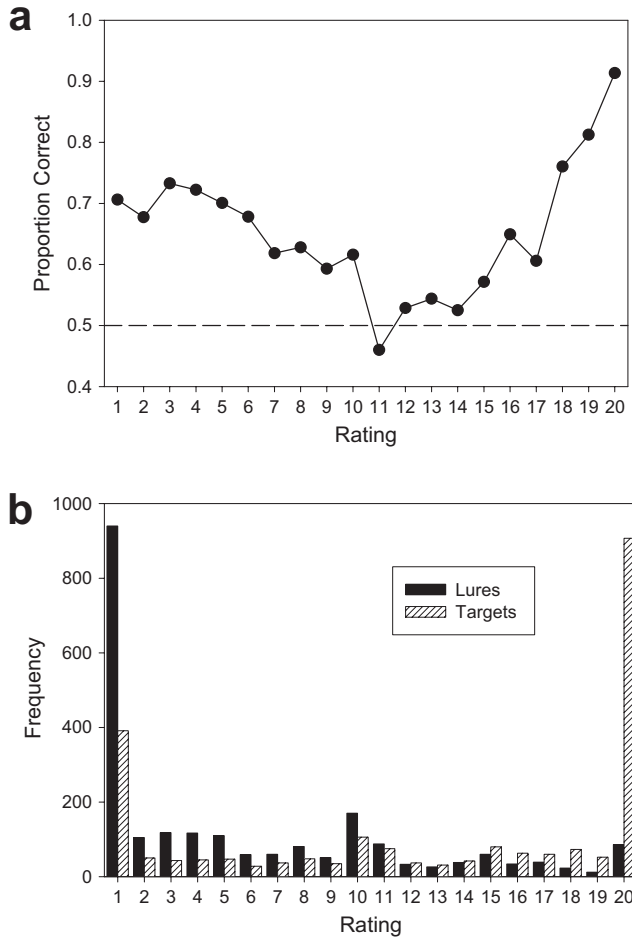 a
1.0
0.9
0.8
0.7
0.6
0.5
0.4
Proportion Correct
1 2 3 4 5 6 7 8 9 10 11 12 13 14 15 16 17 18 19 20
Rating
b
1000
800
600
400
200
0
Frequency
Lures
Targets
1 2 3 4 5 6 7 8 9 10 11 12 13 14 15 16 17 18 19 20
Rating